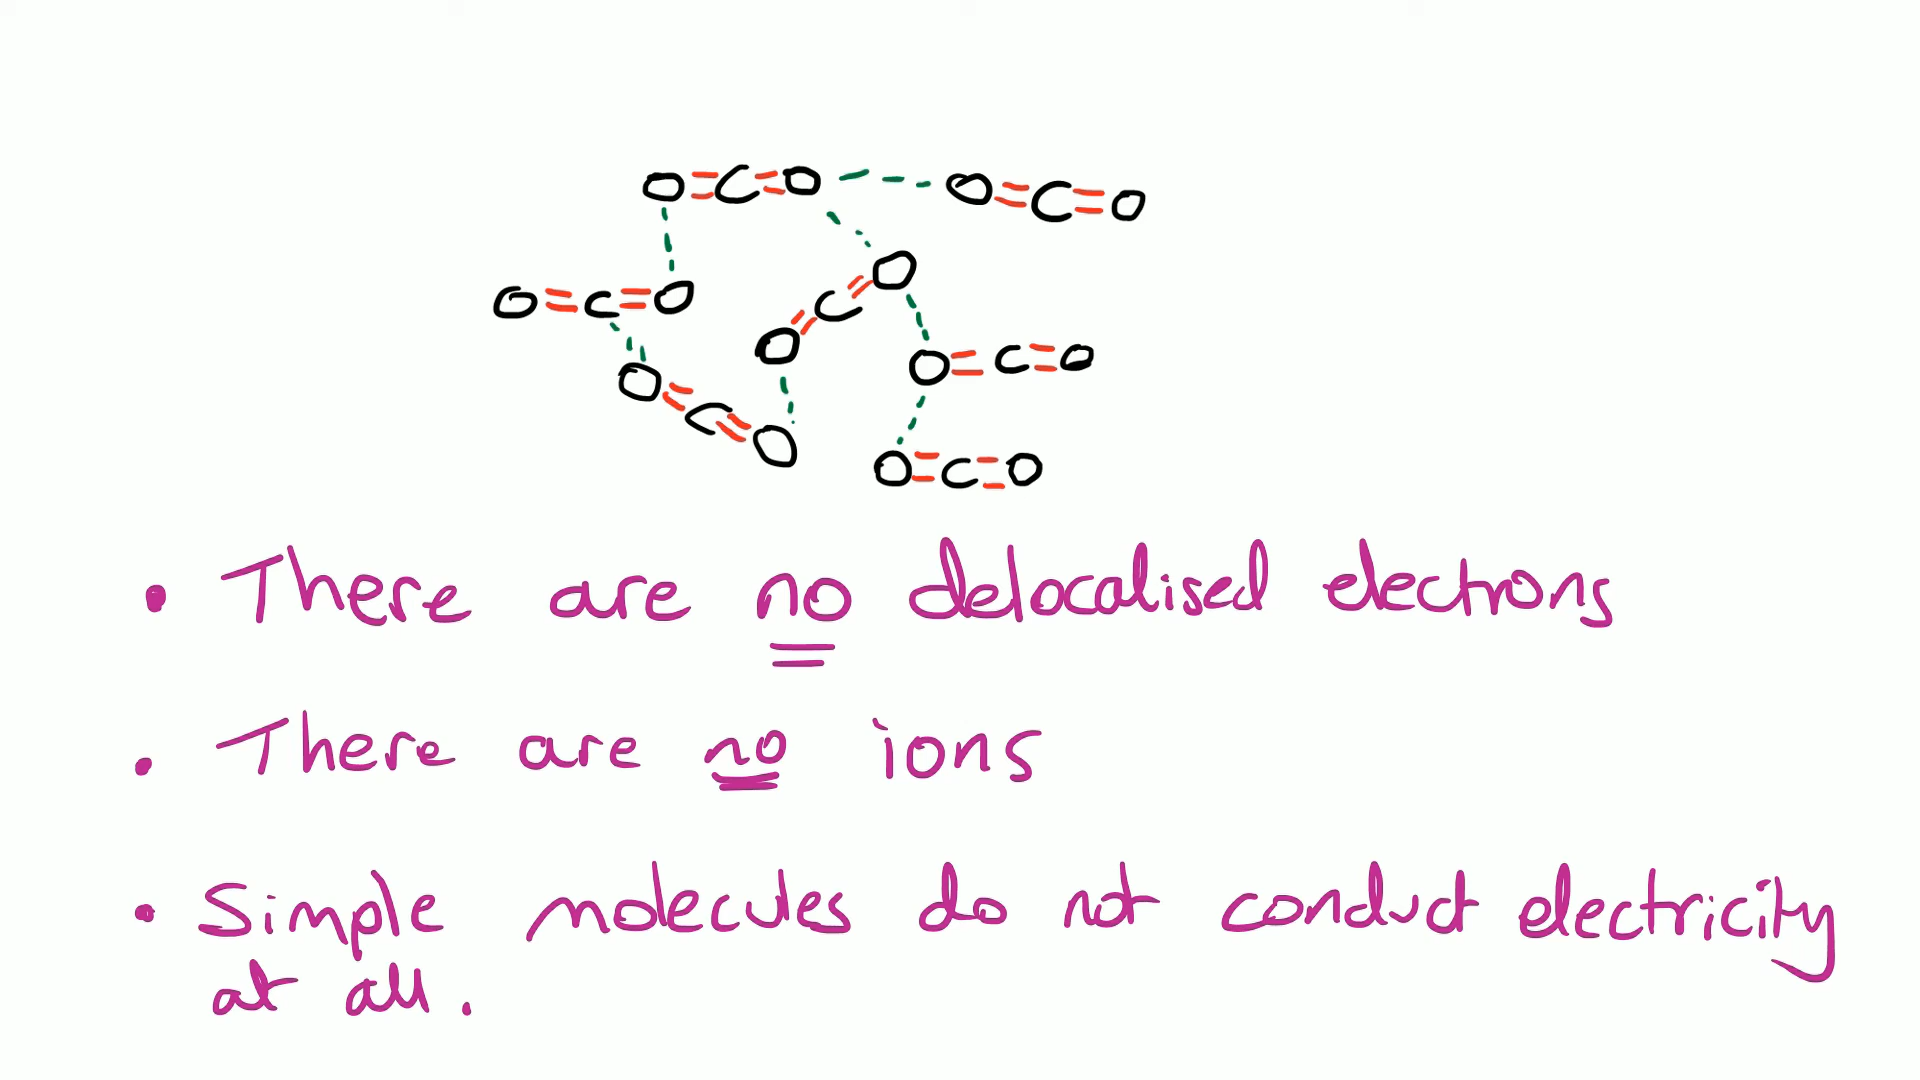 O=C=O O=C=O
O=C=O
O=C=O
O=C=O
O=C=O
O=C=O
• There are no delocalised electrons
• There are no ions
• Simple molecules do not conduct electricity
at all.